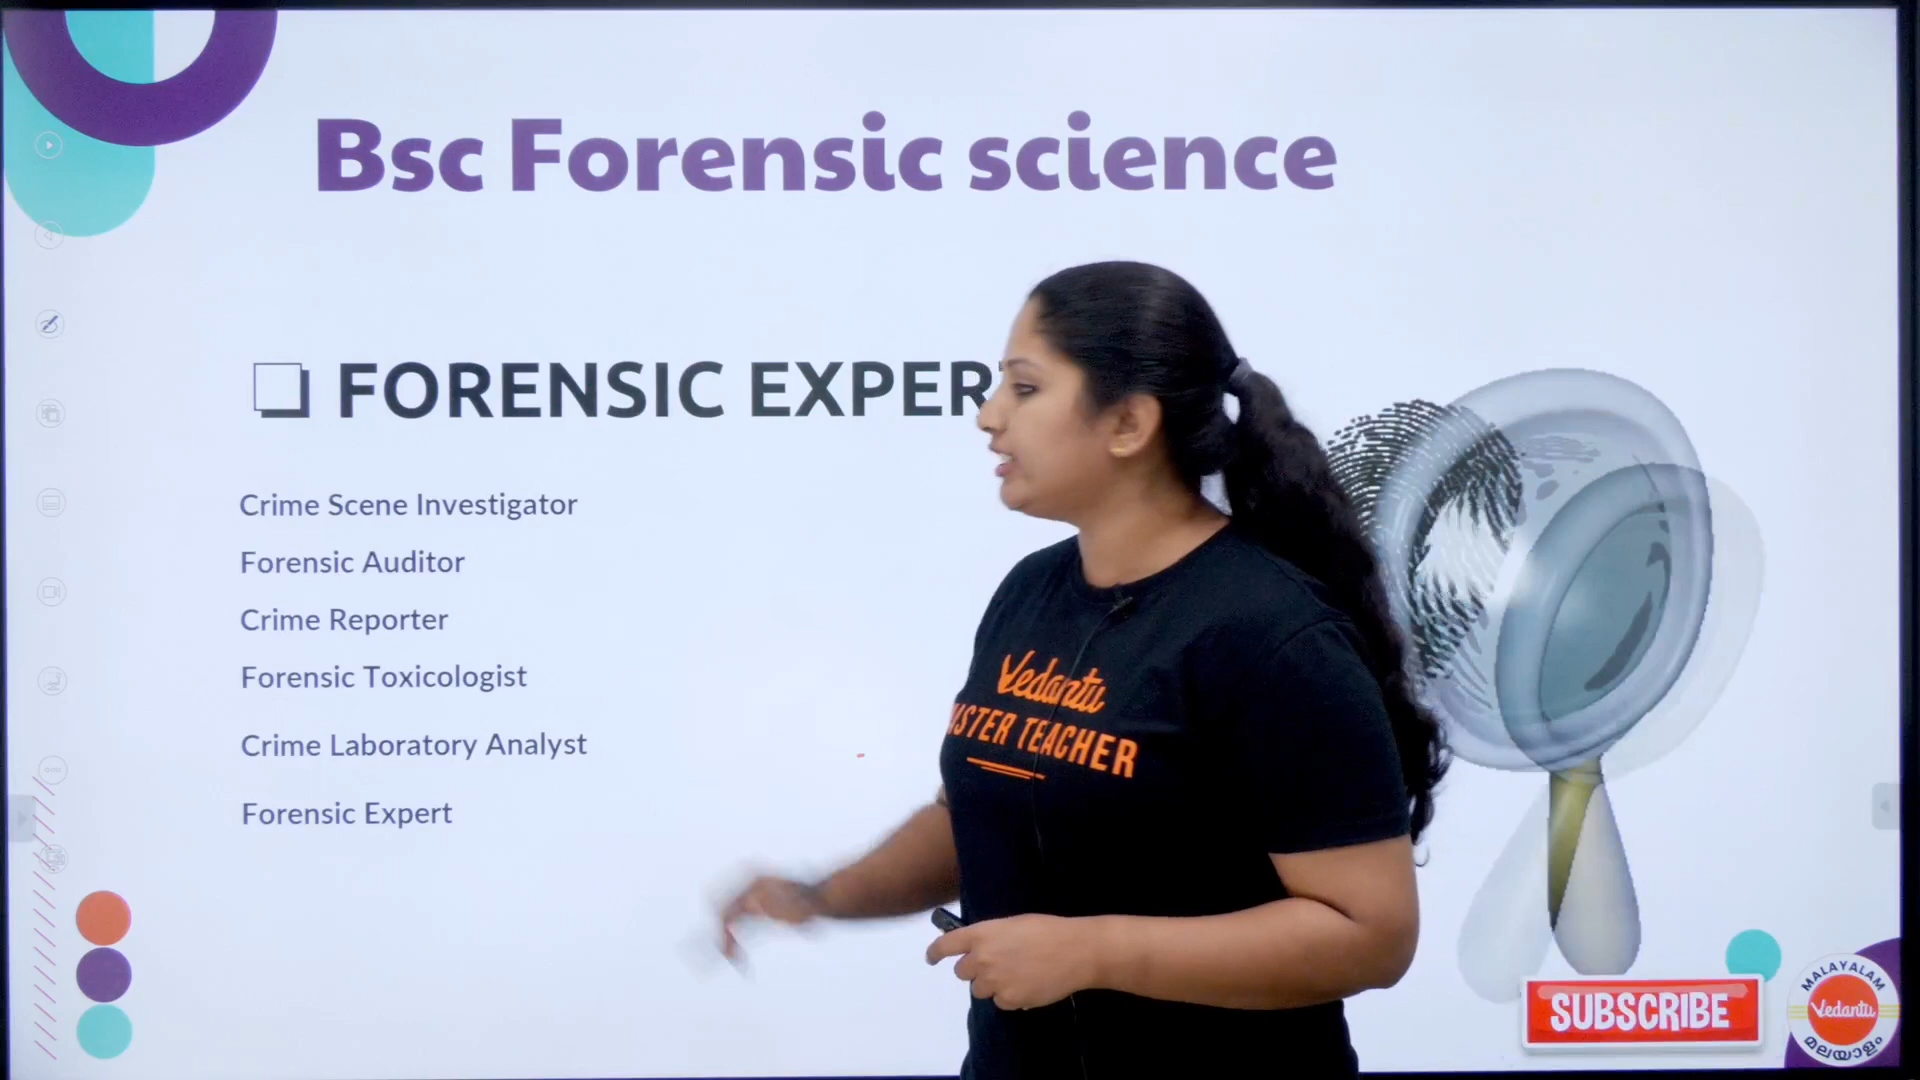 Bsc Forensic science
FORENSIC EXPER
Crime Scene Investigator
Forensic Auditor
Crime Reporter
Forensic Toxicologist
Crime Laboratory Analyst
Forensic Expert
Vedantu
TEACHER
SUBSCRIBE
MALAYALAM
Vedantu
മലയാളം